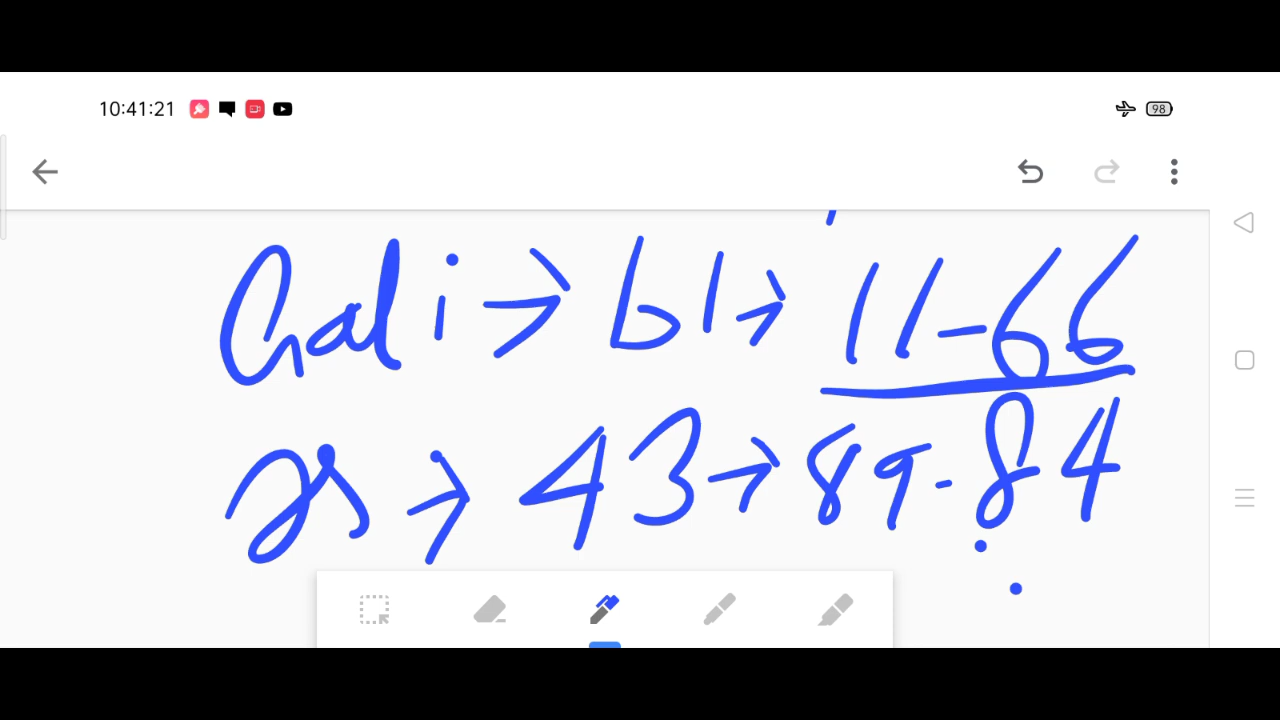 10:41:21 98
Gali → 61 → 11-66
DS → 43 → 89-84